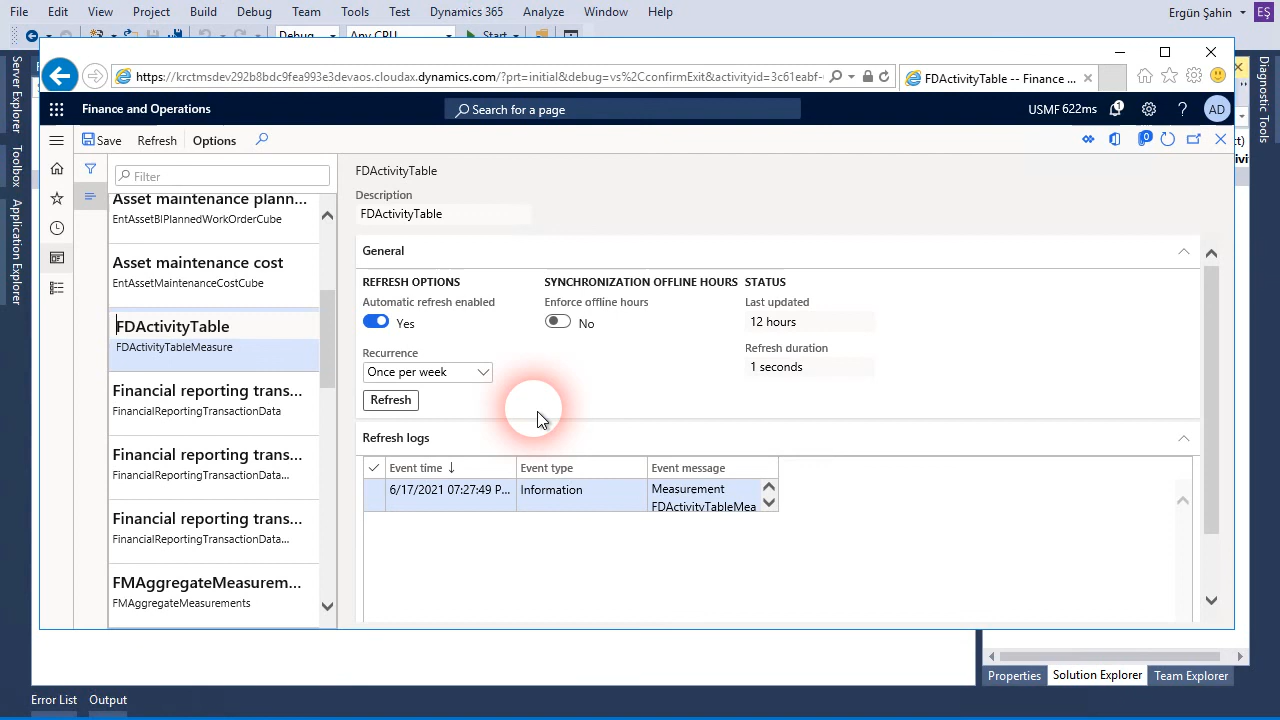 File Edit View Project Build Debug Team Tools Test Dynamics 365 Analyze Window Help Ergün Şahin EŞ
Debug Any CPU Start
https://krctmsdev292b8bdc9fea993e3devaos.cloudax.dynamics.com/?prt=initial&debug=vs%2CconfirmExit&
FDActivityTable -- Finance ...
Finance and Operations
Search for a page
USMF 622ms 1 ? AD
Save Refresh Options
0
Filter
Asset maintenance plann...
EntAssetBIPlannedWorkOrderCube
Asset maintenance cost
EntAssetMaintenanceCostCube
FDActivityTable
FDActivityTableMeasure
Financial reporting trans...
FinancialReportingTransactionData
Financial reporting trans...
FinancialReportingTransactionData...
Financial reporting trans...
FinancialReportingTransactionData...
FMAggregateMeasurem...
FMAggregateMeasurements
FDActivityTable
Description
FDActivityTable
General
REFRESH OPTIONS
Automatic refresh enabled
Yes
Recurrence
Once per week
Refresh
SYNCHRONIZATION OFFLINE HOURS
Enforce offline hours
No
STATUS
Last updated
12 hours
Refresh duration
1 seconds
Refresh logs
Event time Event type Event message
6/17/2021 07:27:49 P... Information Measurement
FDActivityTableMea
Server Explorer
Toolbox
Application Explorer
Diagnostic Tools
Properties Solution Explorer Team Explorer
Error List Output